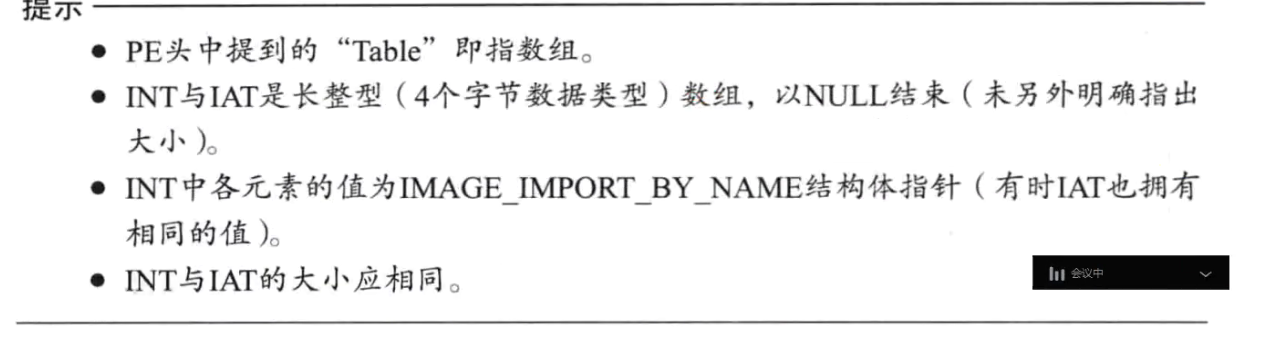 提示
● PE头中提到的“Table”即指数组。
● INT与IAT是长整型（4个字节数据类型）数组，以NULL结束（未另外明确指出
大小）。
● INT中各元素的值为IMAGE_IMPORT_BY_NAME结构体指针（有时IAT也拥有
相同的值）。
● INT与IAT的大小应相同。
会议中